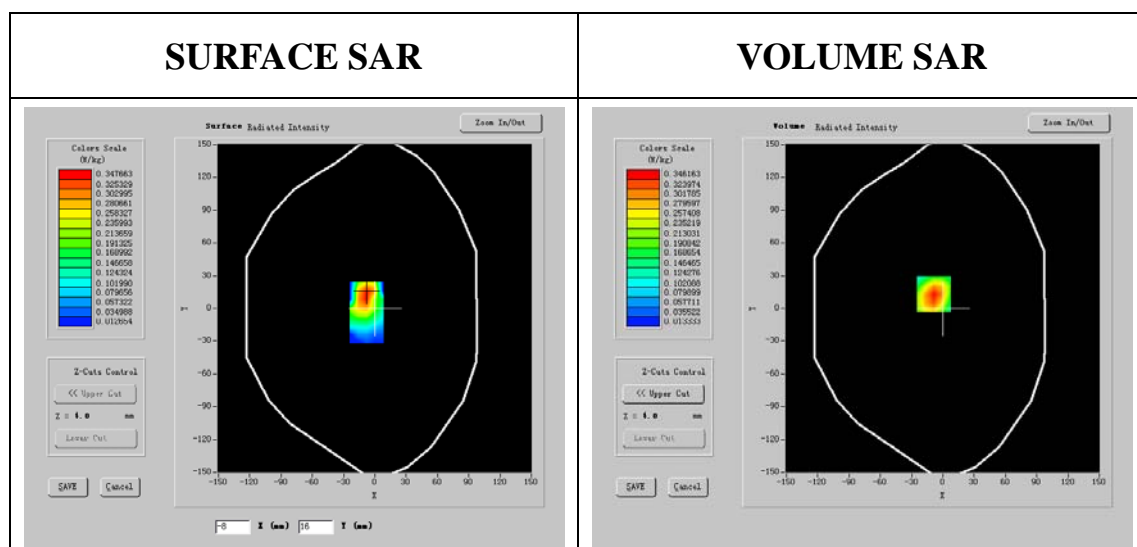 SURFACE SAR
VOLUME SAR
Surface Radiated Intensity
Zoom In/Out
Colors Scale
(W/kg)
0.347663
0.325329
0.302995
0.280661
0.258327
0.235993
0.213659
0.191325
0.168992
0.146658
0.124324
0.101990
0.079656
0.057322
0.034988
0.012654
150
120
90
60
30
0
-30
-60
-90
-120
-150
Y
-150 -120 -90 -60 -30 0 30 60 90 120 150
X
Z-Cuts Control
<< Upper Cut
Z = 4.0 mm
Lower Cut
SAVE Cancel
-8 X (mm) 16 Y (mm)
Volume Radiated Intensity
Zoom In/Out
Colors Scale
(W/kg)
0.346163
0.323974
0.301785
0.279597
0.257408
0.235219
0.213031
0.190842
0.168654
0.146465
0.124276
0.102088
0.079899
0.057711
0.035522
0.013333
150
120
90
60
30
0
-30
-60
-90
-120
-150
Y
-150 -120 -90 -60 -30 0 30 60 90 120 150
X
Z-Cuts Control
<< Upper Cut
Z = 4.0 mm
Lower Cut
SAVE Cancel